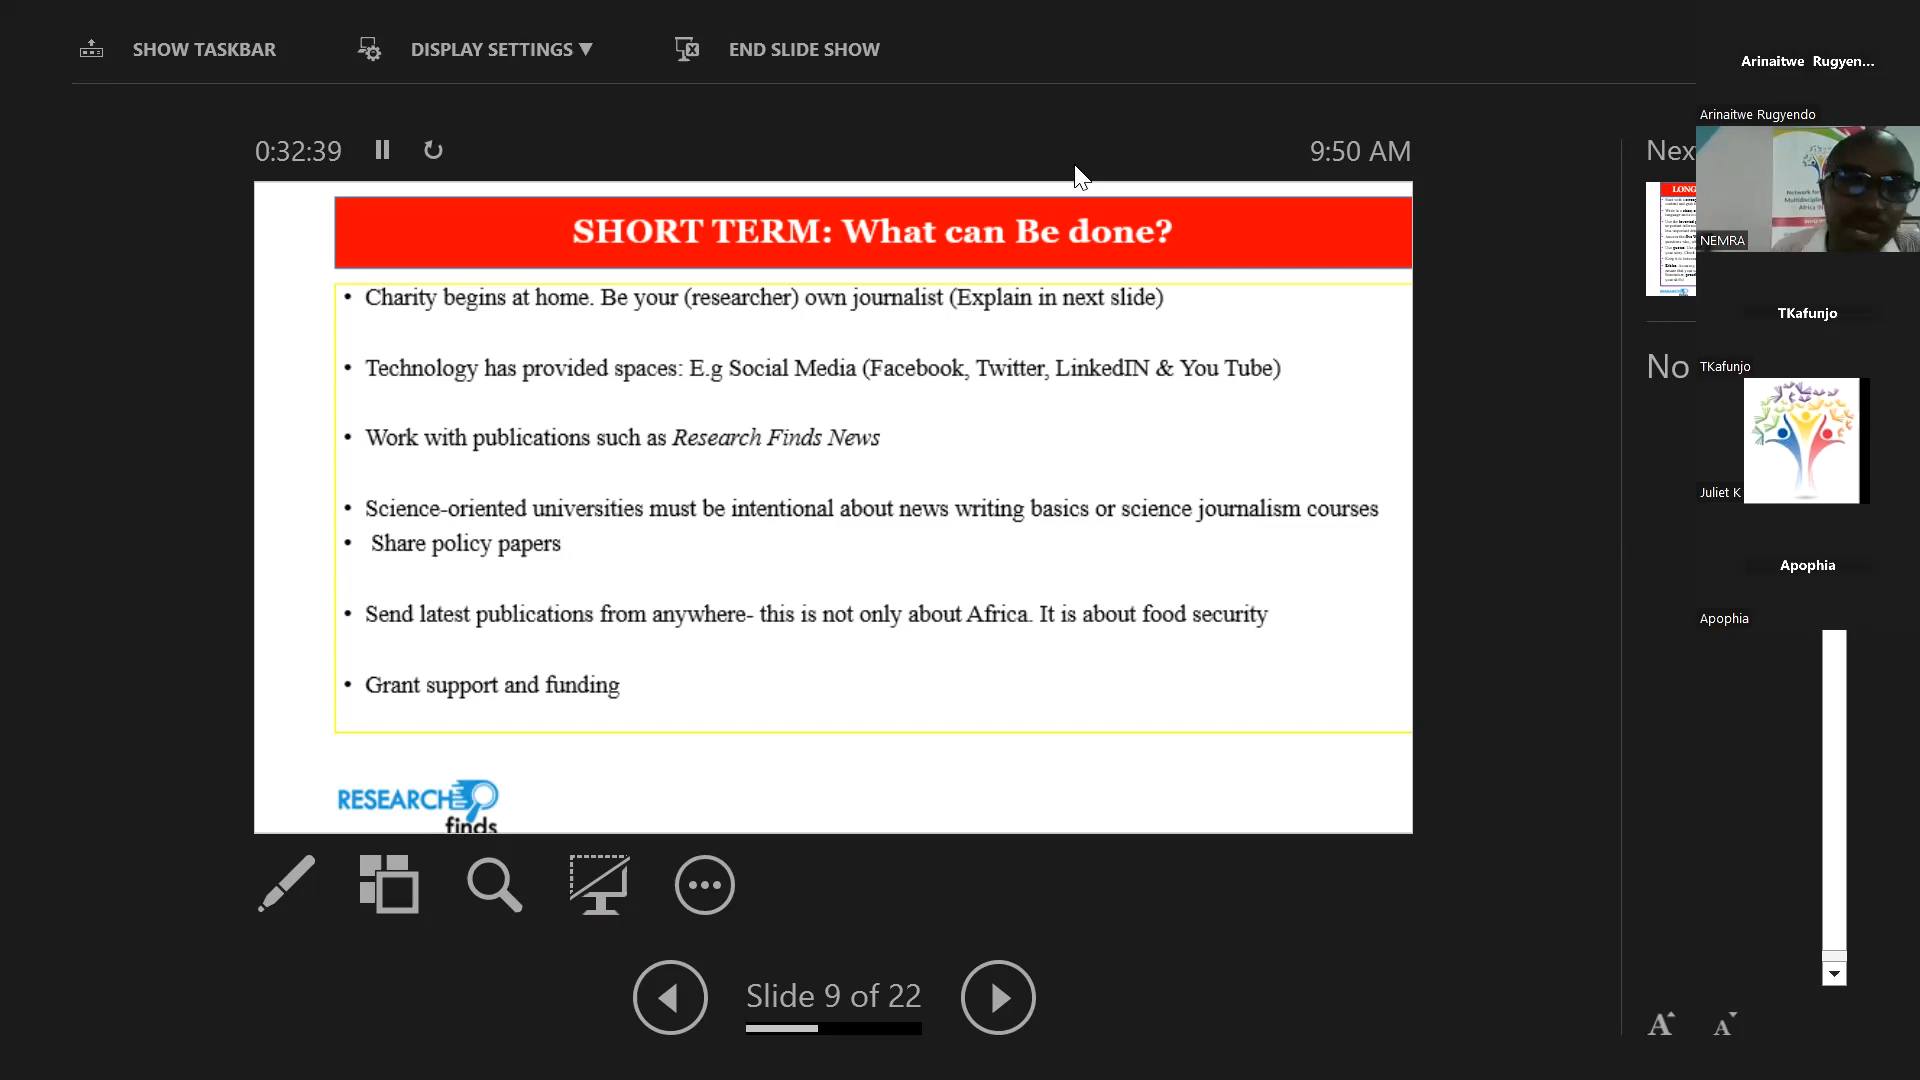 SHOW TASKBAR
DISPLAY SETTINGS ▼
END SLIDE SHOW
Arinaitwe Rugyen...
Arinaitwe Rugyendo
0:32:39
9:50 AM
Nex
LONG
NEMRA
SHORT TERM: What can Be done?
• Charity begins at home. Be your (researcher) own journalist (Explain in next slide)
• Technology has provided spaces: E.g Social Media (Facebook, Twitter, LinkedIN & You Tube)
• Work with publications such as Research Finds News
• Science-oriented universities must be intentional about news writing basics or science journalism courses
• Share policy papers
• Send latest publications from anywhere- this is not only about Africa. It is about food security
• Grant support and funding
RESEARCH
finds
TKafunjo
No
TKafunjo
Juliet K
Apophia
Apophia
Slide 9 of 22
A
A